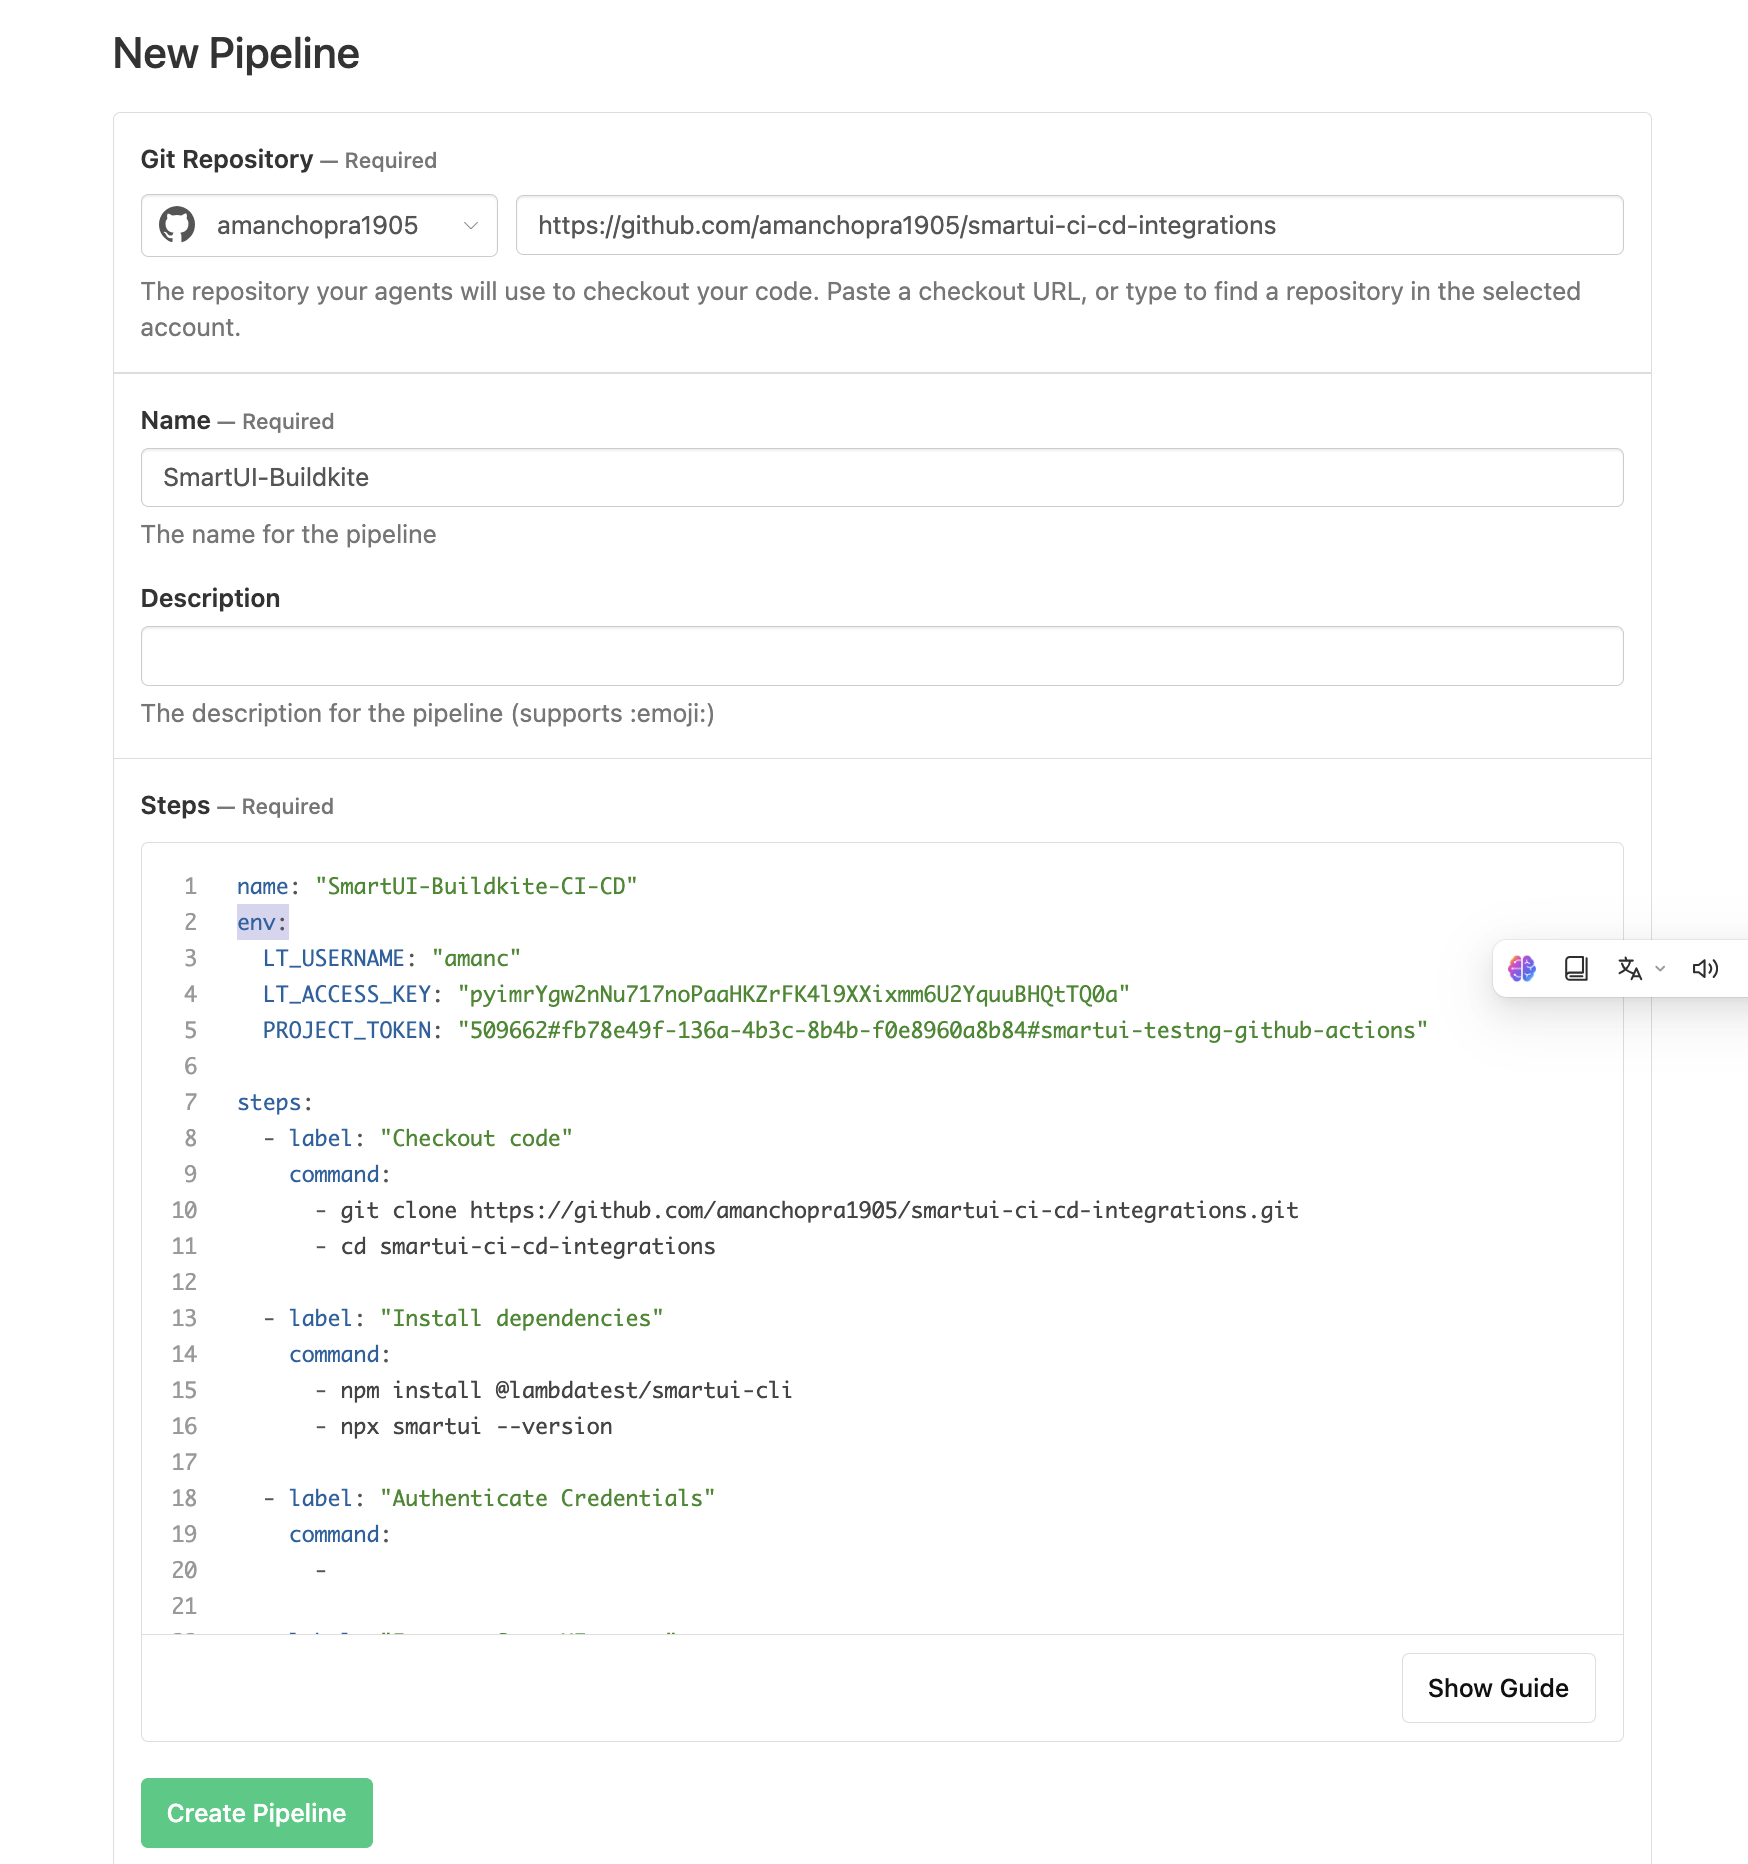 New Pipeline
Git Repository — Required
amanchopra1905
https://github.com/amanchopra1905/smartui-ci-cd-integrations
The repository your agents will use to checkout your code. Paste a checkout URL, or type to find a repository in the selected
account.
Name — Required
SmartUI-Buildkite
The name for the pipeline
Description
The description for the pipeline (supports :emoji:)
Steps — Required
1 name: "SmartUI-Buildkite-CI-CD"
2 env:
3 LT_USERNAME: "amanc"
4 LT_ACCESS_KEY: "pyimrYgw2nNu717noPaaHKZrFK4l9XXixmm6U2YquuBHQtTQ0a"
5 PROJECT_TOKEN: "509662#fb78e49f-136a-4b3c-8b4b-f0e8960a8b84#smartui-testng-github-actions"
6
7 steps:
8 - label: "Checkout code"
9 command:
10 - git clone https://github.com/amanchopra1905/smartui-ci-cd-integrations.git
11 - cd smartui-ci-cd-integrations
12
13 - label: "Install dependencies"
14 command:
15 - npm install @lambdatest/smartui-cli
16 - npx smartui --version
17
18 - label: "Authenticate Credentials"
19 command:
20 -
21
Show Guide
Create Pipeline